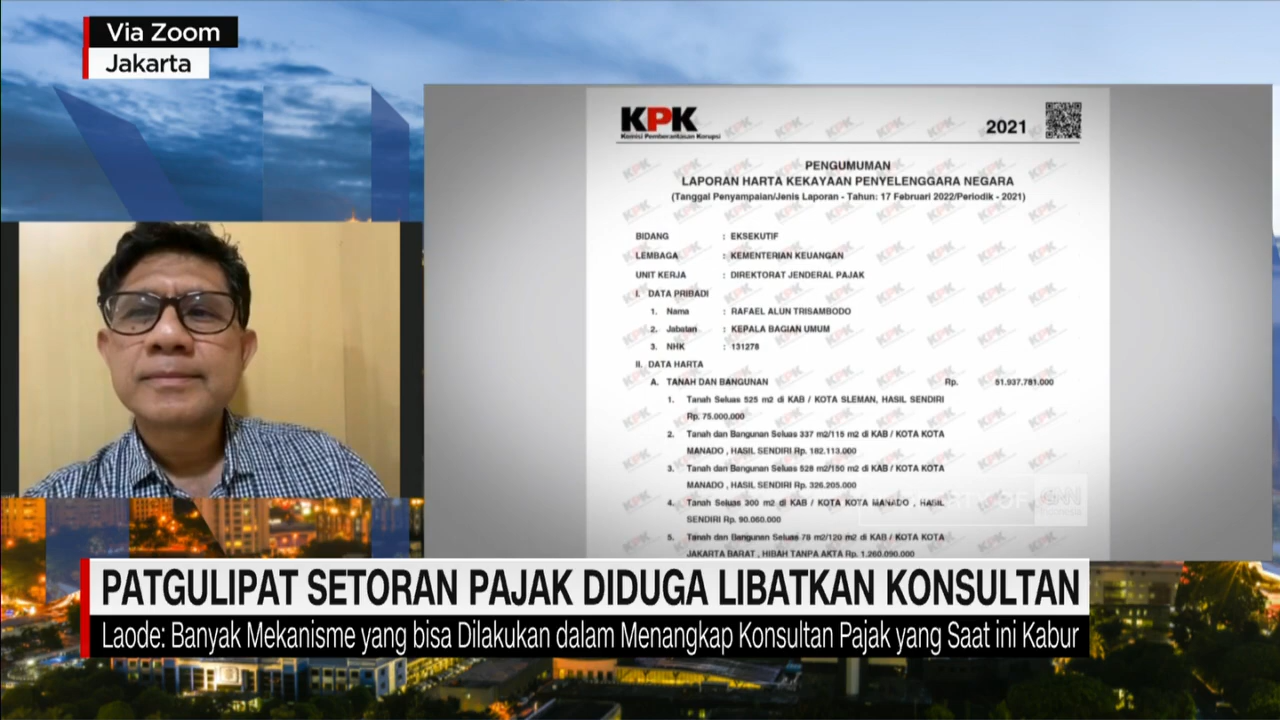 Via Zoom
Jakarta
KPK
Komisi Pemberantasan Korupsi
2021
PENGUMUMAN
LAPORAN HARTA KEKAYAAN PENYELENGGARA NEGARA
(Tanggal Penyampaian/Jenis Laporan - Tahun: 17 Februari 2022/Periodik - 2021)
BIDANG : EKSEKUTIF
LEMBAGA : KEMENTERIAN KEUANGAN
UNIT KERJA : DIREKTORAT JENDERAL PAJAK
I. DATA PRIBADI
1. Nama : RAFAEL ALUN TRISAMBODO
2. Jabatan : KEPALA BAGIAN UMUM
3. NHK : 131278
II. DATA HARTA
A. TANAH DAN BANGUNAN Rp. 51.937.781.000
1. Tanah Seluas 525 m2 di KAB / KOTA SLEMAN, HASIL SENDIRI
Rp. 75.000.000
2. Tanah dan Bangunan Seluas 337 m2/115 m2 di KAB / KOTA KOTA
MANADO , HASIL SENDIRI Rp. 182.113.000
3. Tanah dan Bangunan Seluas 528 m2/150 m2 di KAB / KOTA KOTA
MANADO , HASIL SENDIRI Rp. 326.205.000
4. Tanah Seluas 300 m2 di KAB / KOTA KOTA MANADO , HASIL
SENDIRI Rp. 90.060.000
5. Tanah dan Bangunan Seluas 78 m2/120 m2 di KAB / KOTA KOTA
JAKARTA BARAT , HIBAH TANPA AKTA Rp. 1.260.090.000
PATGULIPAT SETORAN PAJAK DIDUGA LIBATKAN KONSULTAN
Laode: Banyak Mekanisme yang bisa Dilakukan dalam Menangkap Konsultan Pajak yang Saat ini Kabur